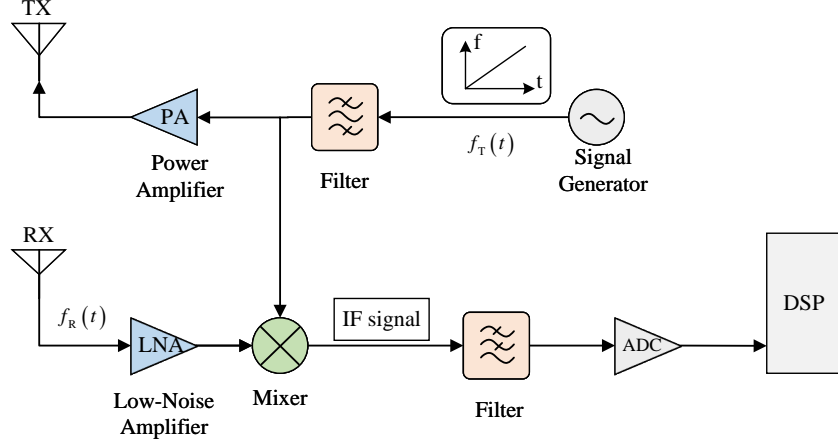 TX
f
t
PA
f_T(t)
Power
Amplifier
Filter
Signal
Generator
RX
f_R(t)
LNA
IF signal
ADC
DSP
Low-Noise
Amplifier
Mixer
Filter